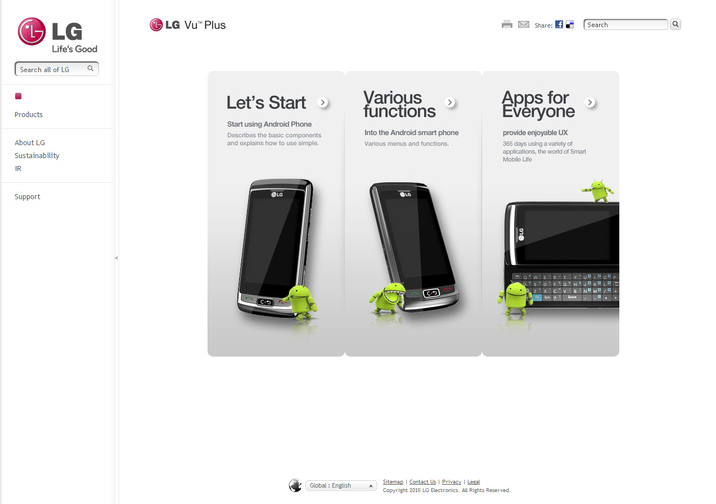 LG
Life's Good
Search all of LG
Products
About LG
Sustainability
IR
Support
LG Vu™ Plus
Share:
Search
Let's Start
Start using Android Phone
Describes the basic components
and explains how to use simple.
Various
functions
Into the Android smart phone
Various menus and functions.
Apps for
Everyone
provide enjoyable UX
365 days using a variety of
applications, the world of Smart
Mobile Life
LG
LG
LG
Global : English
Sitemap | Contact Us | Privacy | Legal
Copyright 2010 LG Electronics. All Rights Reserved.